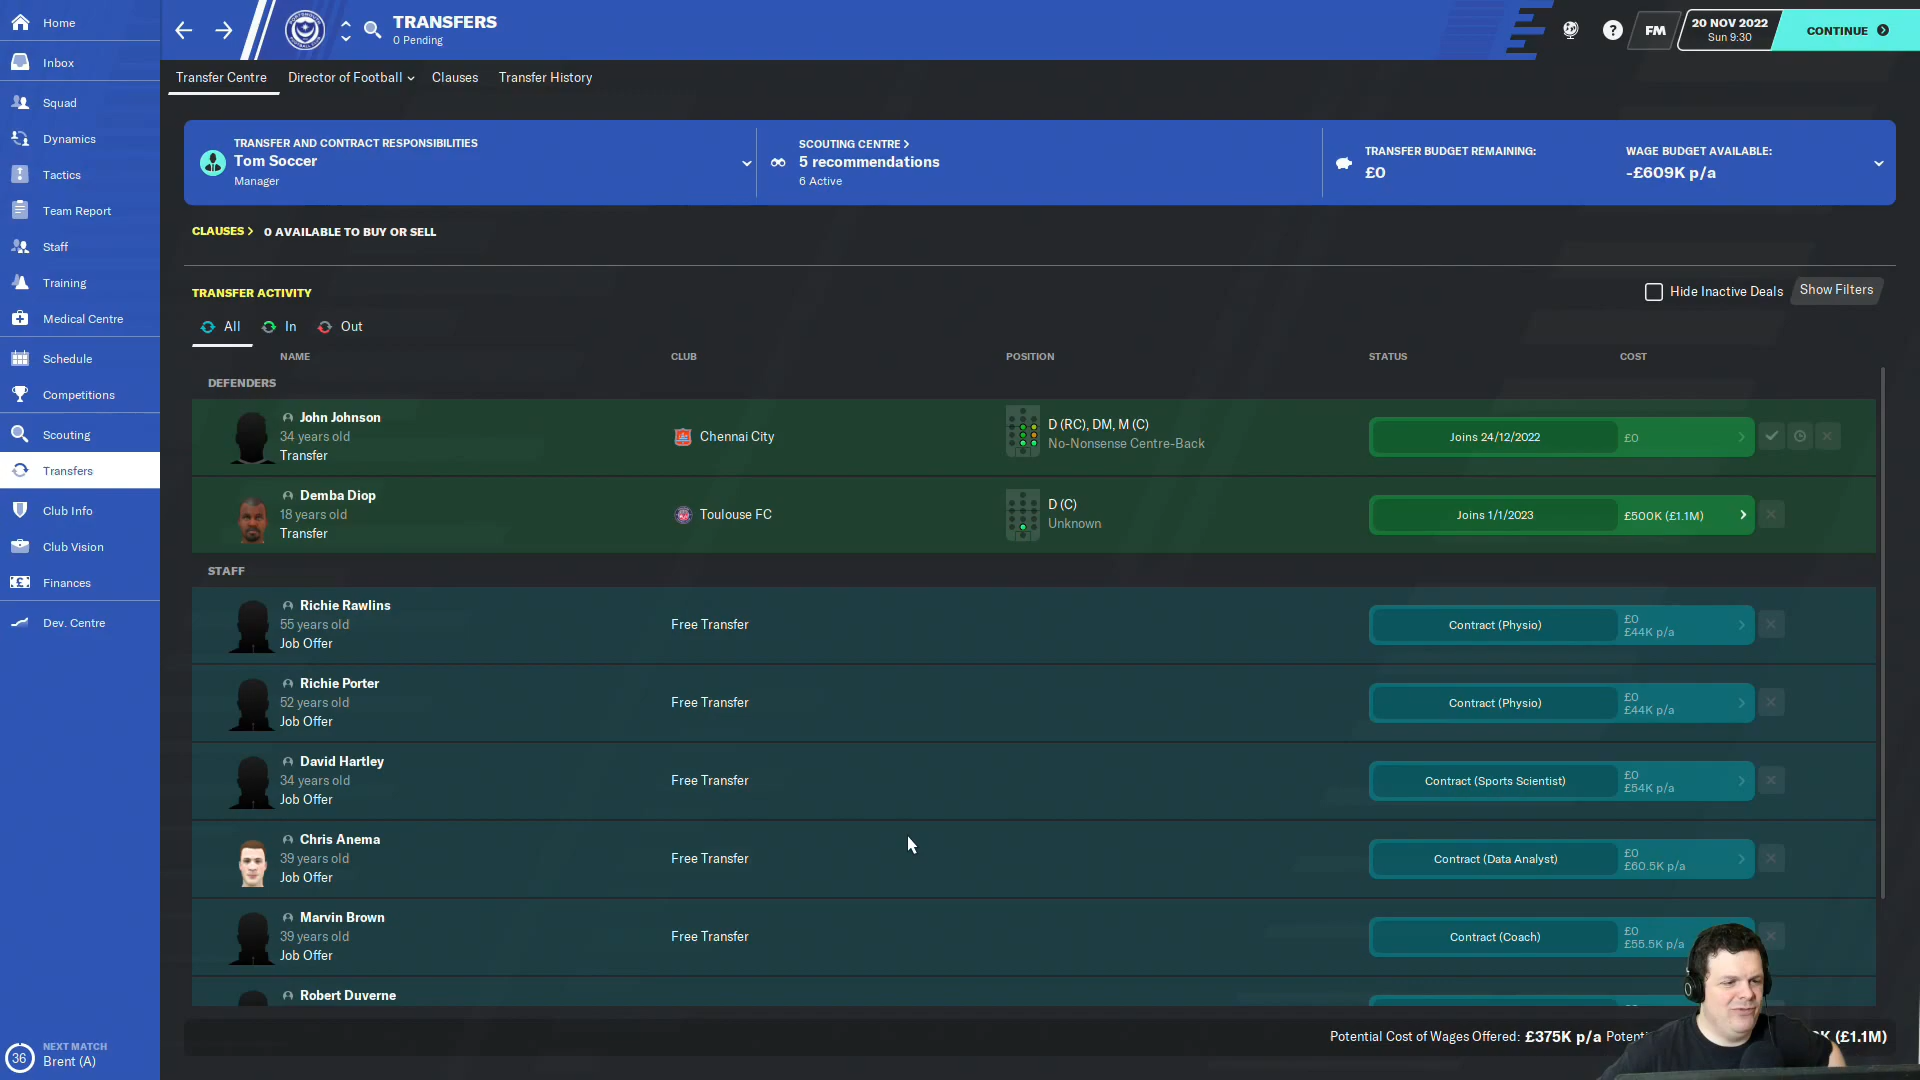 Home
Inbox
Squad
Dynamics
Tactics
Team Report
Staff
Training
Medical Centre
Schedule
Competitions
Scouting
Transfers
Club Info
Club Vision
Finances
Dev. Centre
36
NEXT MATCH
Brent (A)
TRANSFERS
0 Pending
?
FM
20 NOV 2022
Sun 9:30
CONTINUE
Transfer Centre
Director of Football
Clauses
Transfer History
TRANSFER AND CONTRACT RESPONSIBILITIES
Tom Soccer
Manager
SCOUTING CENTRE >
5 recommendations
6 Active
TRANSFER BUDGET REMAINING:
£0
WAGE BUDGET AVAILABLE:
-£609K p/a
CLAUSES > 0 AVAILABLE TO BUY OR SELL
TRANSFER ACTIVITY
Hide Inactive Deals
Show Filters
All In Out
NAME CLUB POSITION STATUS COST
DEFENDERS
John Johnson
34 years old
Transfer
Chennai City
D (RC), DM, M (C)
No-Nonsense Centre-Back
Joins 24/12/2022
£0
Demba Diop
18 years old
Transfer
Toulouse FC
D (C)
Unknown
Joins 1/1/2023
£500K (£1.1M)
STAFF
Richie Rawlins
55 years old
Job Offer
Free Transfer
Contract (Physio)
£0
£44K p/a
Richie Porter
52 years old
Job Offer
Free Transfer
Contract (Physio)
£0
£44K p/a
David Hartley
34 years old
Job Offer
Free Transfer
Contract (Sports Scientist)
£0
£54K p/a
Chris Anema
39 years old
Job Offer
Free Transfer
Contract (Data Analyst)
£0
£60.5K p/a
Marvin Brown
39 years old
Job Offer
Free Transfer
Contract (Coach)
£0
£55.5K p/a
Robert Duverne
Potential Cost of Wages Offered: £375K p/a
(£1.1M)